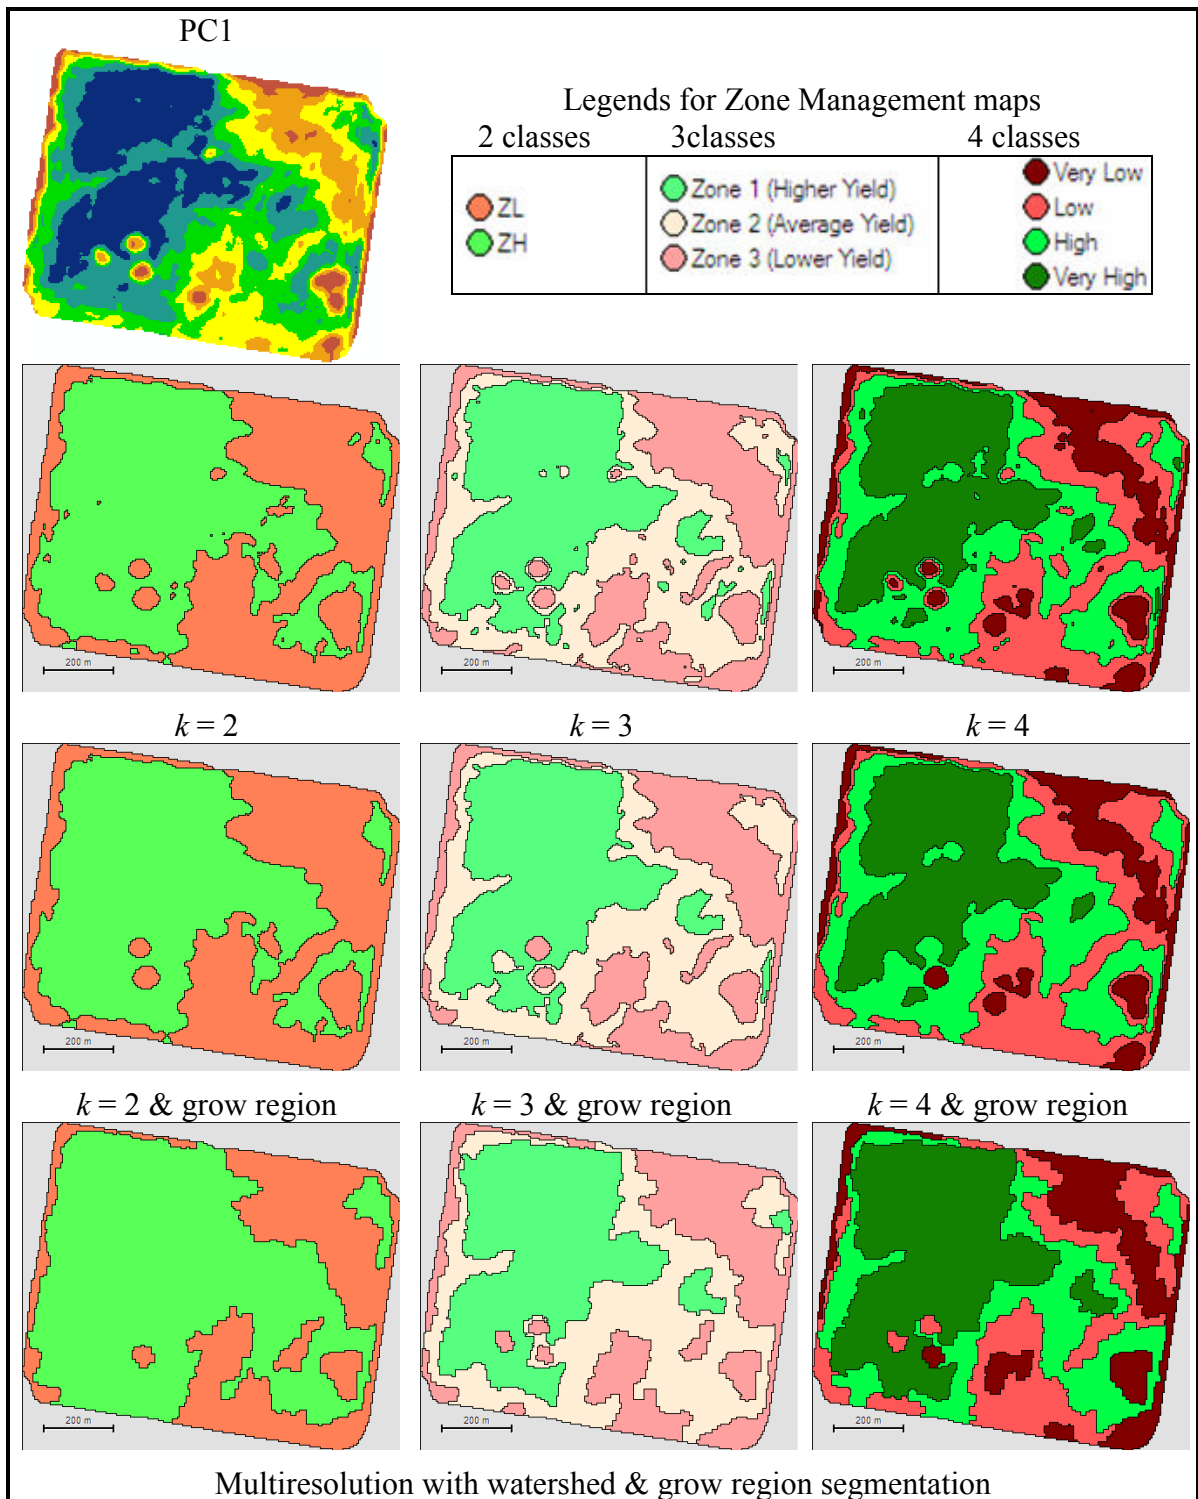 PC1
Legends for Zone Management maps
2 classes 3classes 4 classes
ZL
ZH
Zone 1 (Higher Yield)
Zone 2 (Average Yield)
Zone 3 (Lower Yield)
Very Low
Low
High
Very High
200 m 200 m 200 m
k = 2 k = 3 k = 4
200 m 200 m 200 m
k = 2 & grow region k = 3 & grow region k = 4 & grow region
200 m 200 m 200 m
Multiresolution with watershed & grow region segmentation